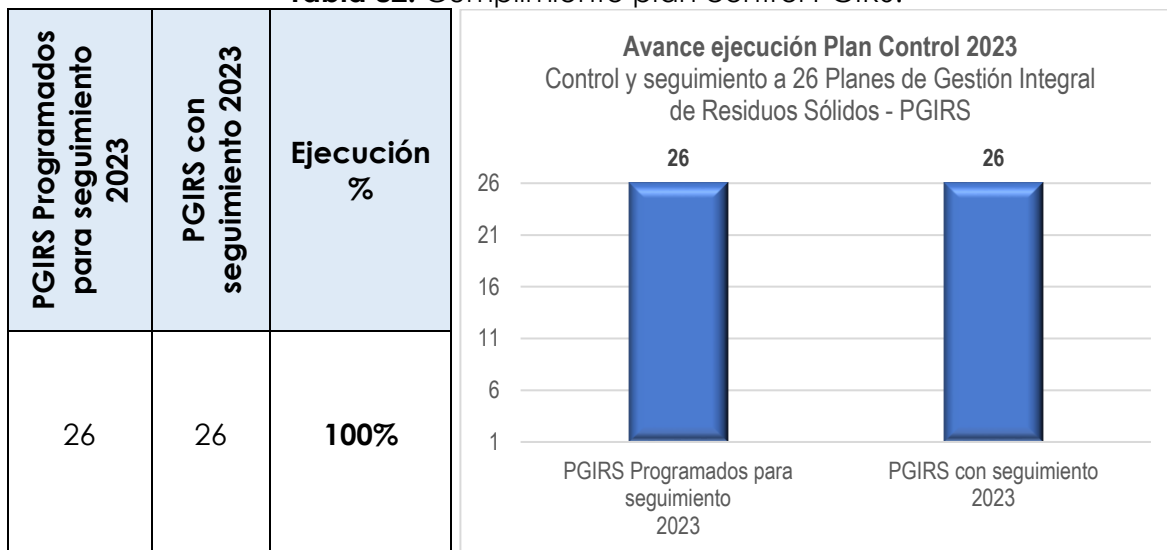 PGIRS Programados
para seguimiento
2023
PGIRS con
seguimiento 2023
Ejecución
%
26
26
100%
Avance ejecución Plan Control 2023
Control y seguimiento a 26 Planes de Gestión Integral
de Residuos Sólidos - PGIRS
26
26
26
21
16
11
6
1
PGIRS Programados para
seguimiento
2023
PGIRS con seguimiento
2023